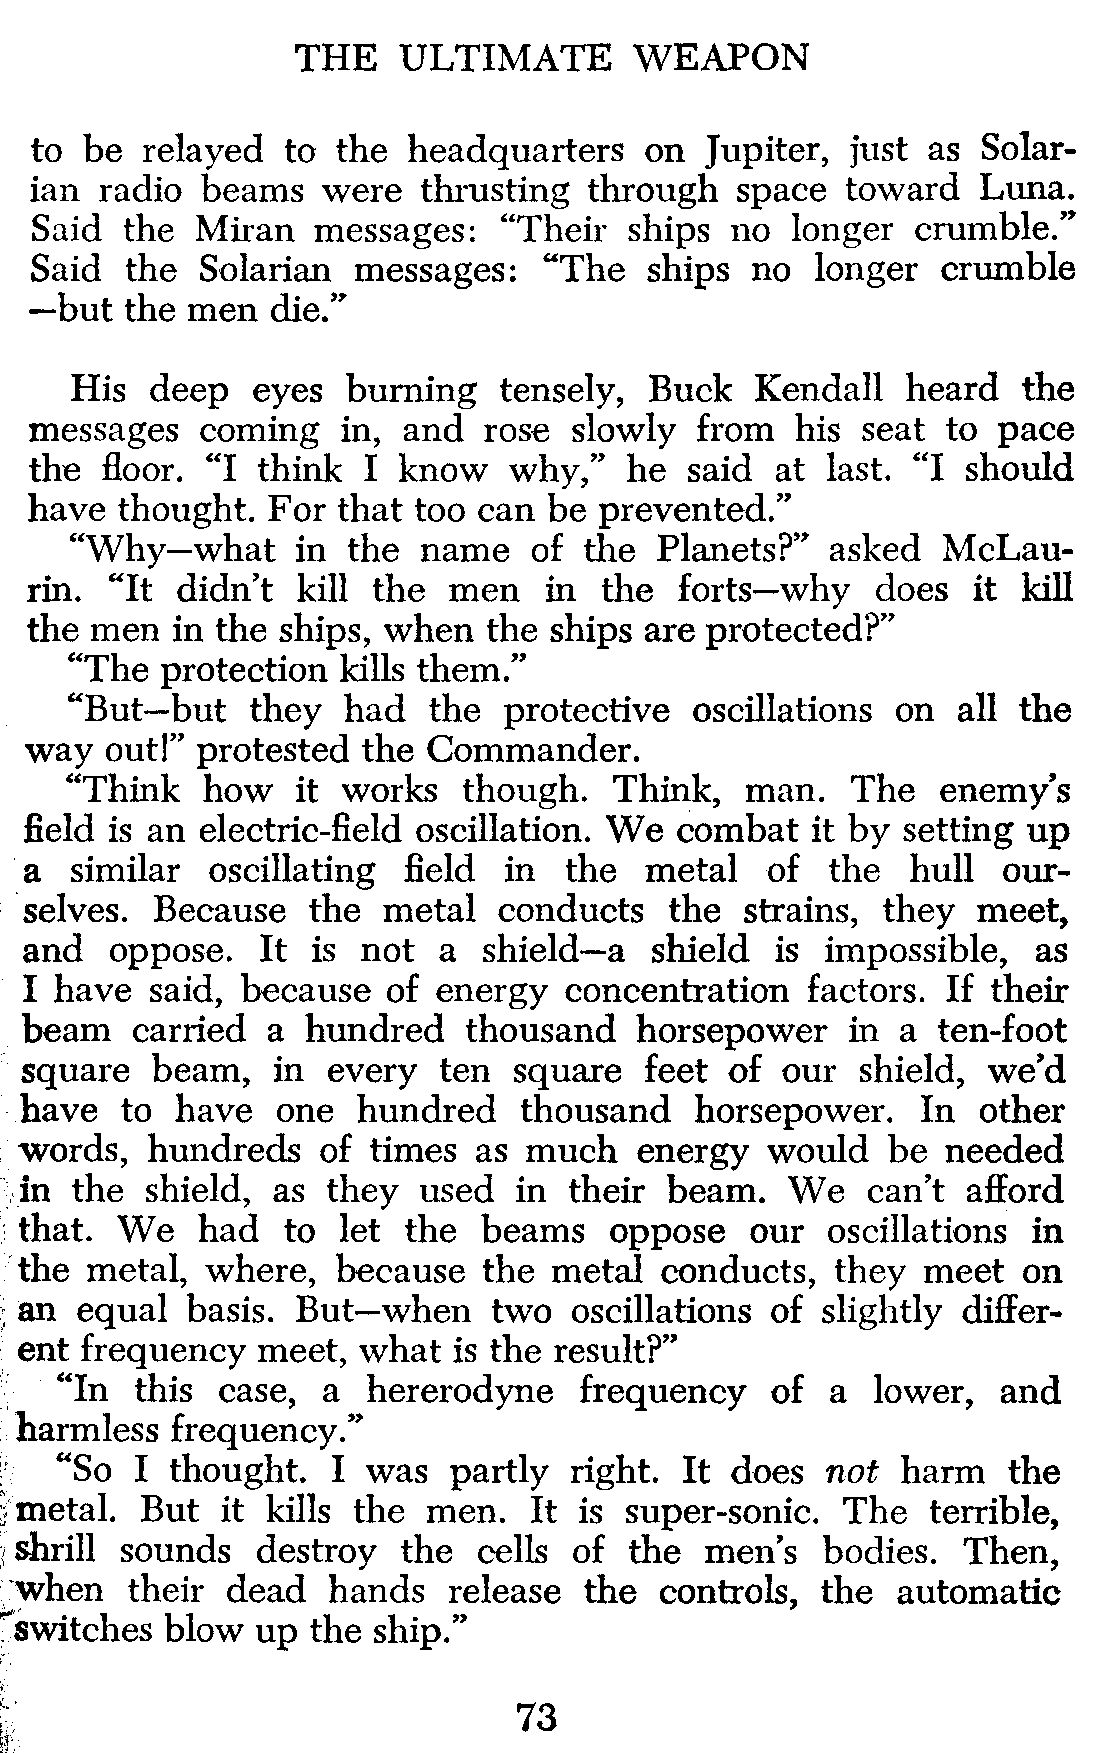 THE ULTIMATE WEAPON
to be relayed to the headquarters on Jupiter, just as Solar-
ian radio beams were thrusting through space toward Luna.
Said the Miran messages: “Their ships no longer crumble.”
Said the Solarian messages: “The ships no longer crumble
—but the men die.”
His deep eyes burning tensely, Buck Kendall heard the
messages coming in, and rose slowly from his seat to pace
the floor. “I think I know why,” he said at last. “I should
have thought. For that too can be prevented.”
“Why—what in the name of the Planets?” asked McLau-
rin. “It didn’t kill the men in the forts—why does it kill
the men in the ships, when the ships are protected?”
“The protection kills them.”
“But—but they had the protective oscillations on all the
way out!” protested the Commander.
“Think how it works though. Think, man. The enemy’s
field is an electric-field oscillation. We combat it by setting up
a similar oscillating field in the metal of the hull our-
selves. Because the metal conducts the strains, they meet,
and oppose. It is not a shield—a shield is impossible, as
I have said, because of energy concentration factors. If their
beam carried a hundred thousand horsepower in a ten-foot
square beam, in every ten square feet of our shield, we’d
have to have one hundred thousand horsepower. In other
words, hundreds of times as much energy would be needed
in the shield, as they used in their beam. We can’t afford
that. We had to let the beams oppose our oscillations in
the metal, where, because the metal conducts, they meet on
an equal basis. But—when two oscillations of slightly differ-
ent frequency meet, what is the result?”
“In this case, a hererodyne frequency of a lower, and
harmless frequency.”
“So I thought. I was partly right. It does not harm the
metal. But it kills the men. It is super-sonic. The terrible,
shrill sounds destroy the cells of the men’s bodies. Then,
when their dead hands release the controls, the automatic
switches blow up the ship.”
73